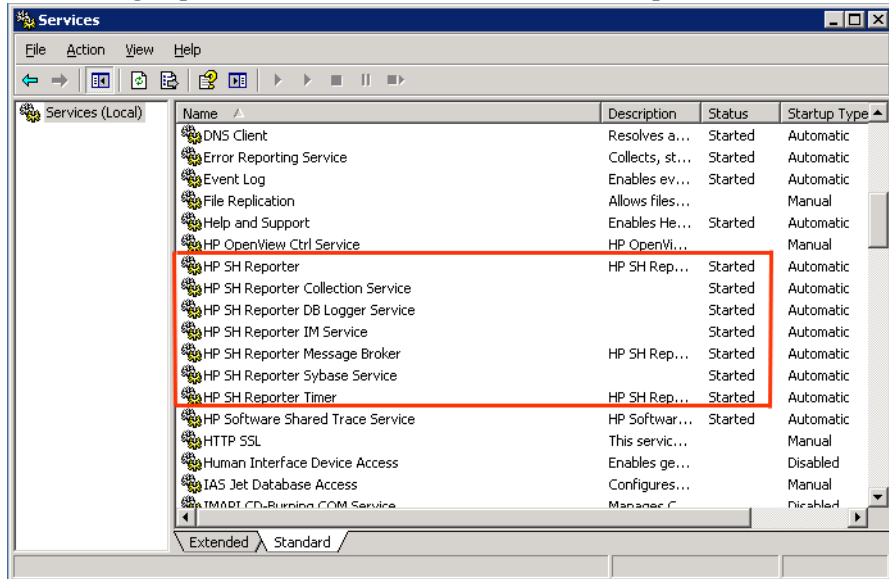 Services
File Action View Help
Services (Local)
Name Description Status Startup Type
DNS Client Resolves a... Started Automatic
Error Reporting Service Collects, st... Started Automatic
Event Log Enables ev... Started Automatic
File Replication Allows files... Manual
Help and Support Enables He... Started Automatic
HP OpenView Ctrl Service HP OpenVi... Manual
HP SH Reporter HP SH Rep... Started Automatic
HP SH Reporter Collection Service Started Automatic
HP SH Reporter DB Logger Service Started Automatic
HP SH Reporter IM Service Started Automatic
HP SH Reporter Message Broker HP SH Rep... Started Automatic
HP SH Reporter Sybase Service Started Automatic
HP SH Reporter Timer HP SH Rep... Started Automatic
HP Software Shared Trace Service HP Softwar... Started Automatic
HTTP SSL This servic... Manual
Human Interface Device Access Enables ge... Disabled
IAS Jet Database Access Configures... Manual
IMAPI CD-Burning COM Service Manages C... Disabled
Extended Standard